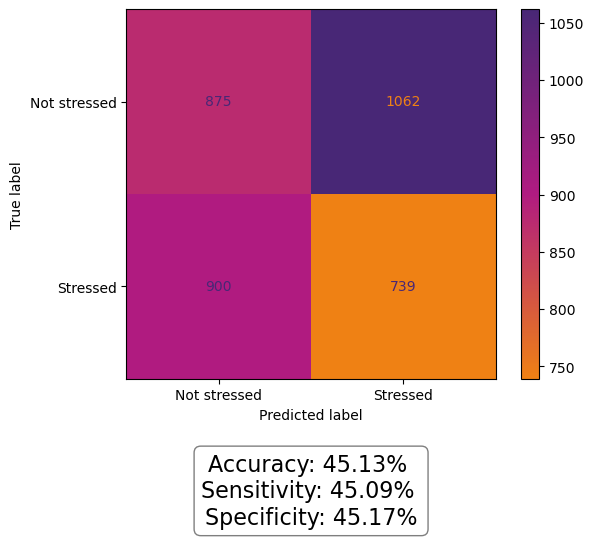 1050
Not stressed
875
1062
1000
950
True label
900
850
Stressed
900
739
800
750
Not stressed
Stressed
Predicted label
Accuracy: 45.13%
Sensitivity: 45.09%
Specificity: 45.17%